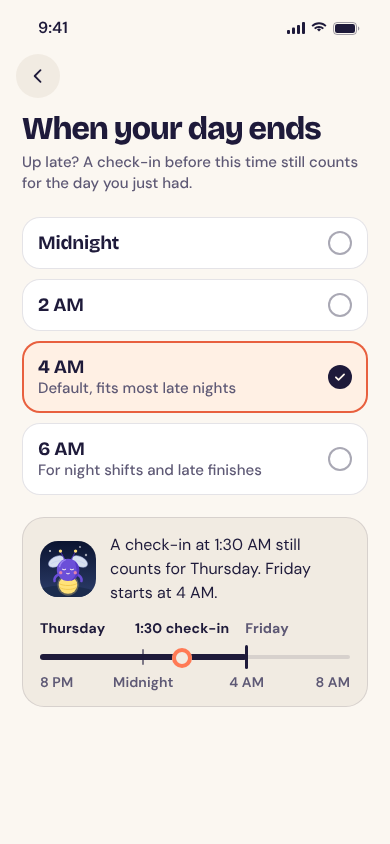 9:41
When your day ends
Up late? A check-in before this time still counts
for the day you just had.
Midnight
2 AM
4 AM
Default, fits most late nights
6 AM
For night shifts and late finishes
A check-in at 1:30 AM still
counts for Thursday. Friday
starts at 4 AM.
Thursday 1:30 check-in Friday
8 PM Midnight 4 AM 8 AM